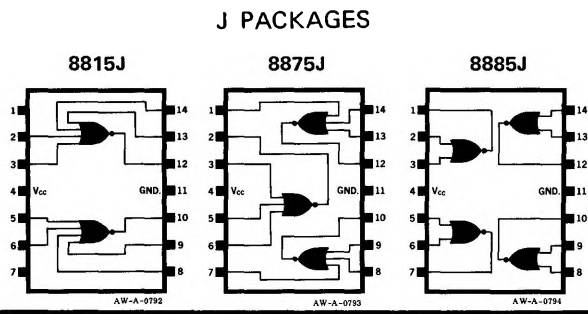 J PACKAGES
8815J 8875J 8885J
1 14 1 14 1 14
2 13 2 13 2 13
3 12 3 12 3 12
4 Vcc GND. 11 4 Vcc GND. 11 4 Vcc GND. 11
5 10 5 10 5 10
6 9 6 9 6 9
7 8 7 8 7 8
AW-A-0792 AW-A-0793 AW-A-0794